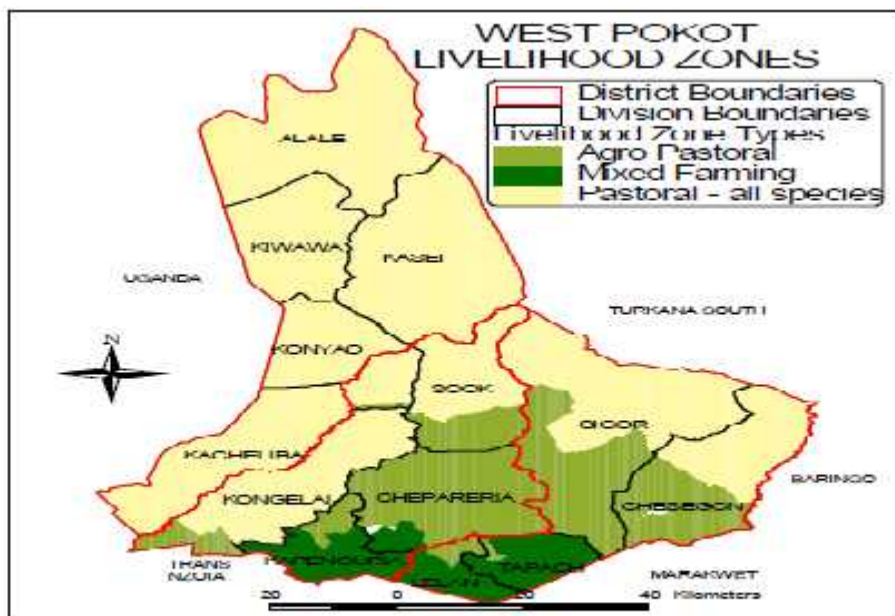 WEST POKOT
LIVELIHOOD ZONES
District Boundaries
Division Boundaries
Livelihood Zone Types
Agro Pastoral
Mixed Farming
Pastoral - all species
ALALE
KIWAWA
KASEI
UGANDA
TURKANA SOUTH
N
KONYAO
SOOK
SIGOR
KACHELIBA
BARINGO
KONGELAI
CHEPARERIA
CHESEGON
TRANS
NZOIA
KAPENGURIA
LELAN
TAPACH
MARAKWET
20 0 20 40 Kilometers